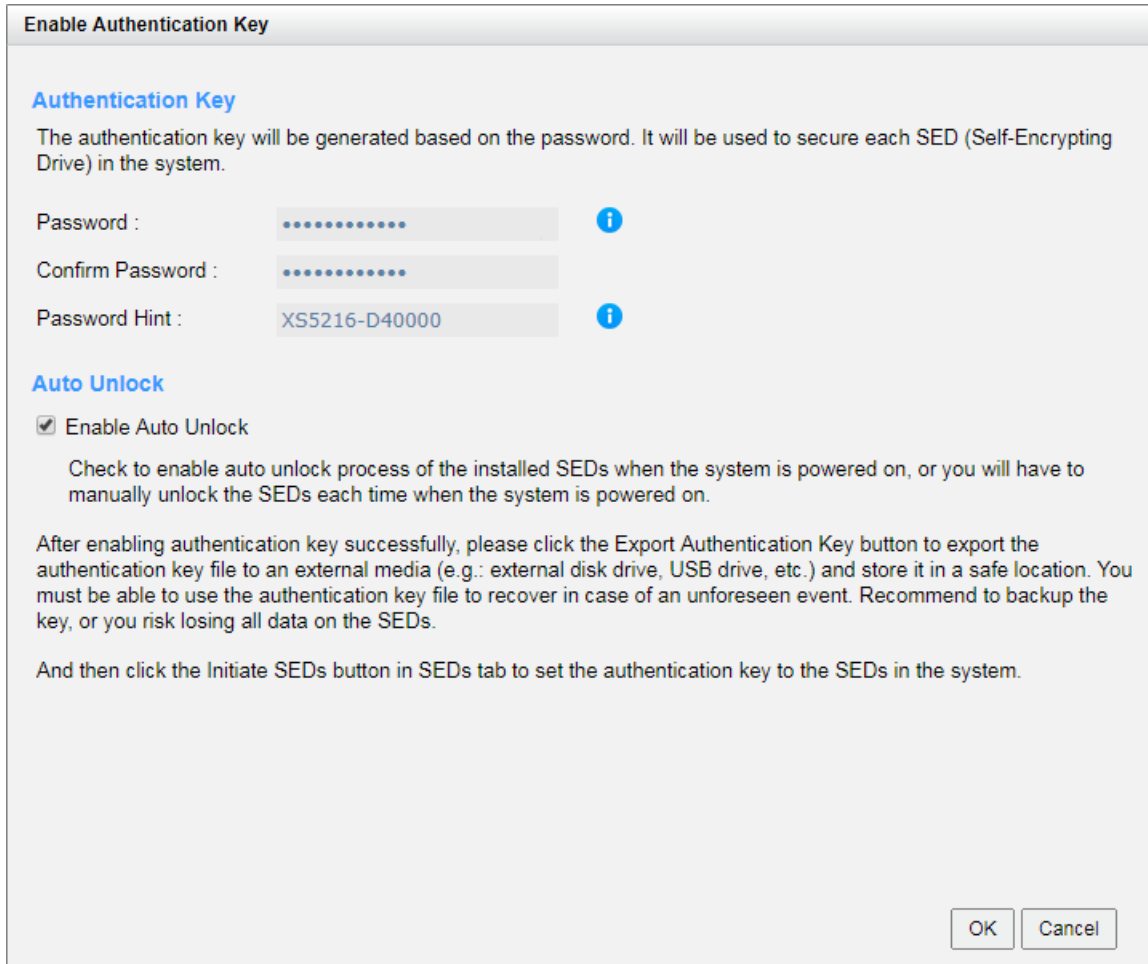 Enable Authentication Key
Authentication Key
The authentication key will be generated based on the password. It will be used to secure each SED (Self-Encrypting
Drive) in the system.
Password :
••••••••••••
Confirm Password :
••••••••••••
Password Hint :
XS5216-D40000
Auto Unlock
Enable Auto Unlock
Check to enable auto unlock process of the installed SEDs when the system is powered on, or you will have to
manually unlock the SEDs each time when the system is powered on.
After enabling authentication key successfully, please click the Export Authentication Key button to export the
authentication key file to an external media (e.g.: external disk drive, USB drive, etc.) and store it in a safe location. You
must be able to use the authentication key file to recover in case of an unforeseen event. Recommend to backup the
key, or you risk losing all data on the SEDs.
And then click the Initiate SEDs button in SEDs tab to set the authentication key to the SEDs in the system.
OK
Cancel